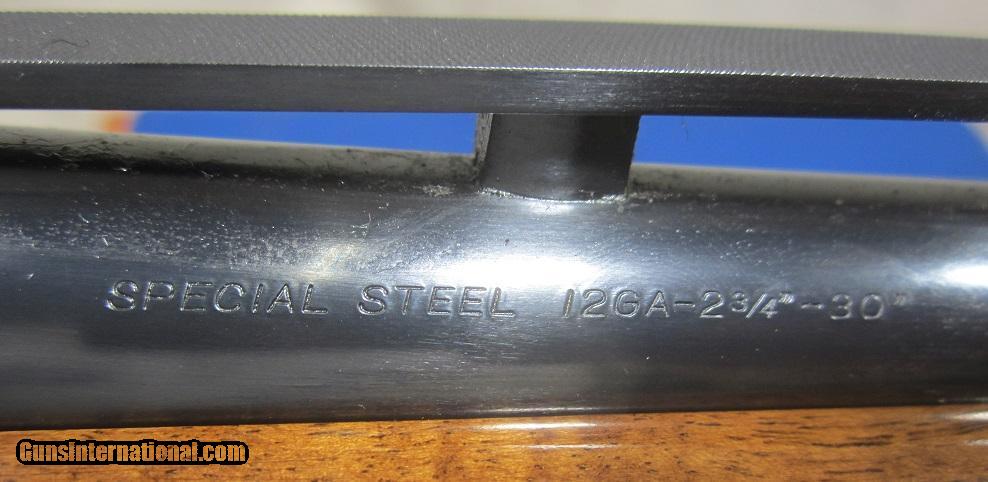 SPECIAL STEEL 12GA-2¾"-30"
GunsInternational.com